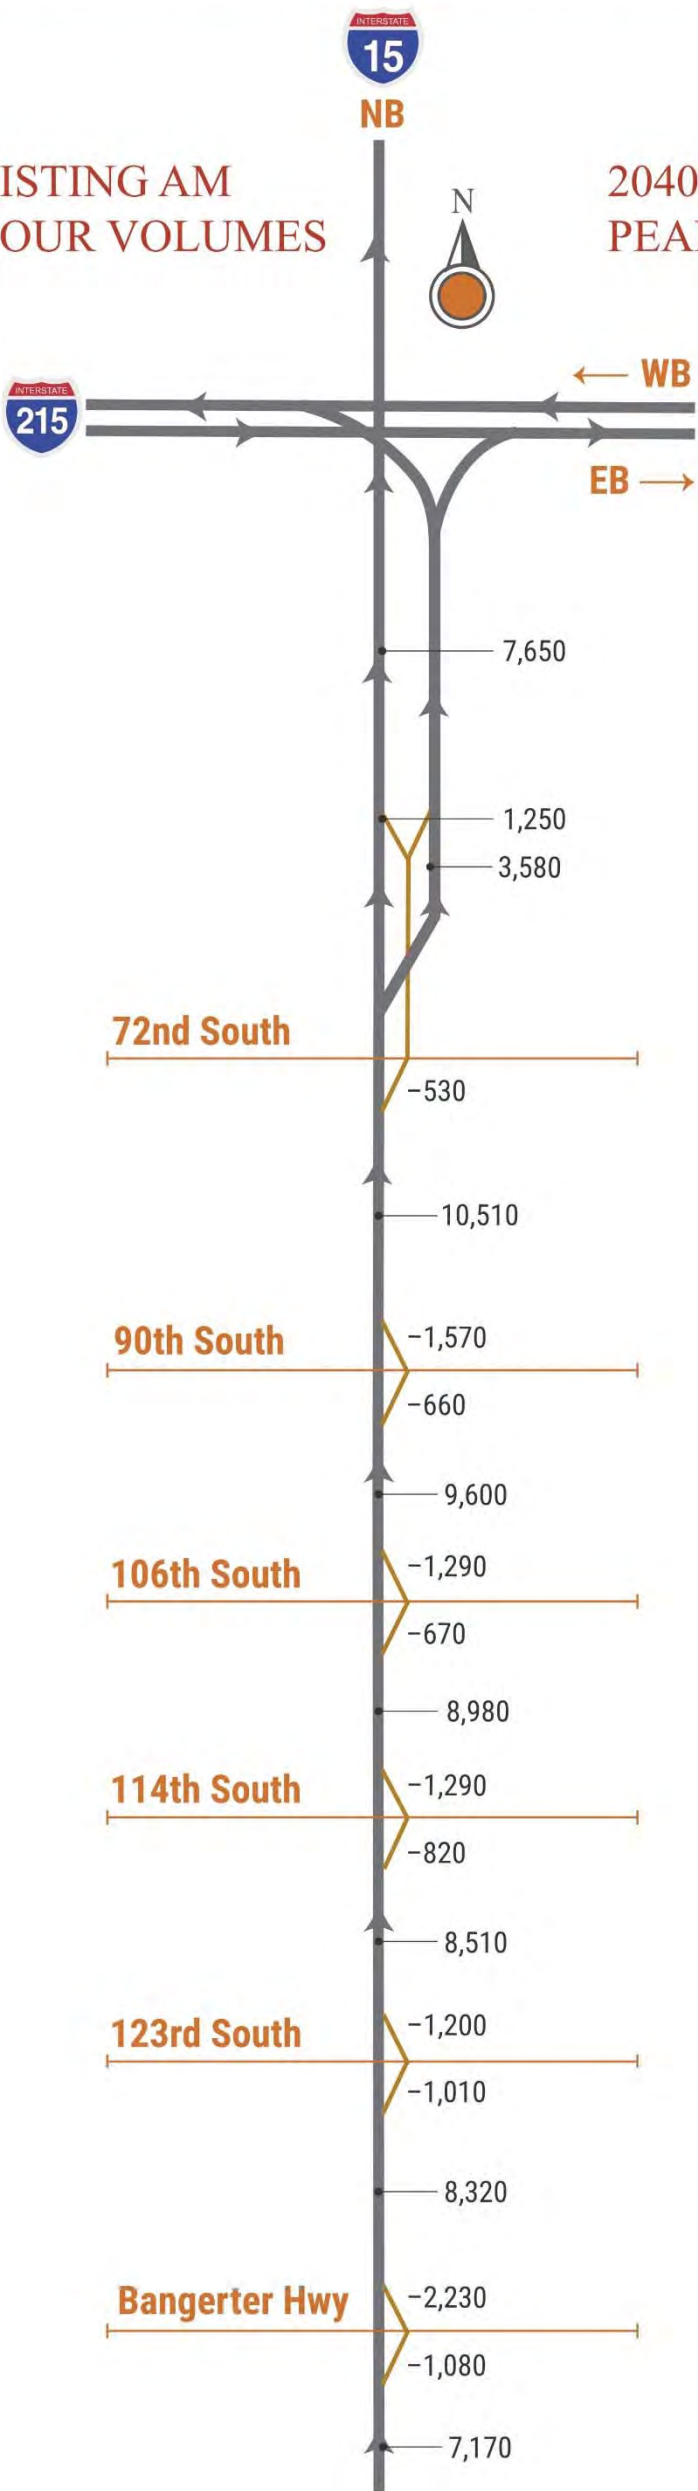 INTERSTATE
15
NB
ISTING AM
OUR VOLUMES
2040
PEA
N
← WB
INTERSTATE
215
EB →
7,650
1,250
3,580
72nd South
–530
10,510
–1,570
90th South
–660
9,600
–1,290
106th South
–670
8,980
–1,290
114th South
–820
8,510
–1,200
123rd South
–1,010
8,320
–2,230
Bangerter Hwy
–1,080
7,170